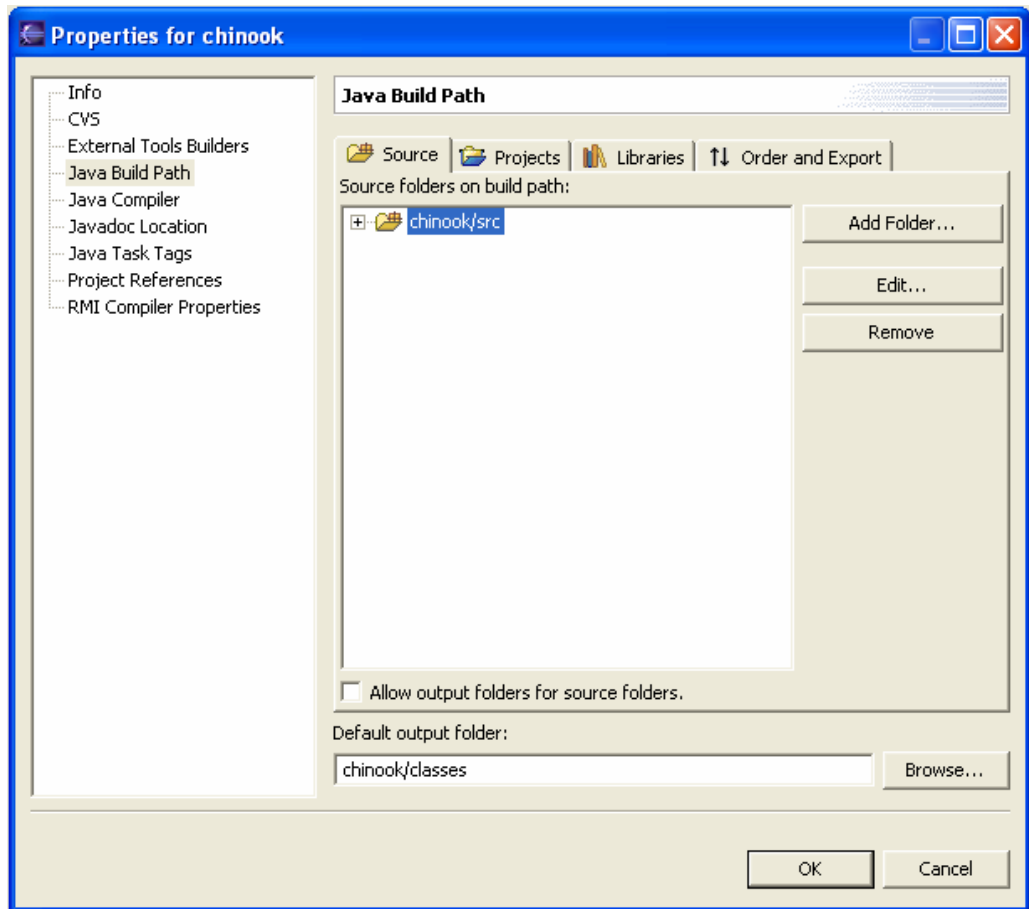 Properties for chinook
Info
CVS
External Tools Builders
Java Build Path
Java Compiler
Javadoc Location
Java Task Tags
Project References
RMI Compiler Properties
Java Build Path
Source
Projects
Libraries
Order and Export
Source folders on build path:
chinook/src
Add Folder...
Edit...
Remove
Allow output folders for source folders.
Default output folder:
chinook/classes
Browse...
OK
Cancel